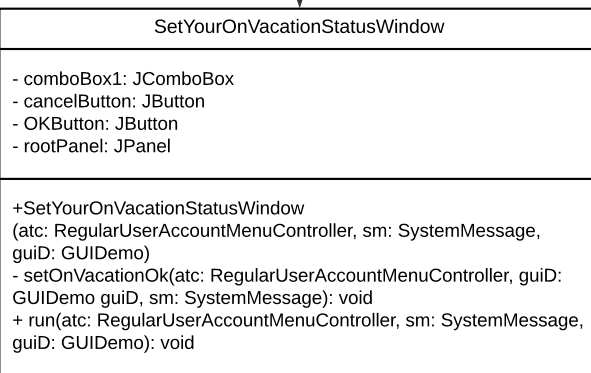 SetYourOnVacationStatusWindow
- comboBox1: JComboBox
- cancelButton: JButton
- OKButton: JButton
- rootPanel: JPanel
+SetYourOnVacationStatusWindow
(atc: RegularUserAccountMenuController, sm: SystemMessage,
guiD: GUIDemo)
- setOnVacationOk(atc: RegularUserAccountMenuController, guiD:
GUIDemo guiD, sm: SystemMessage): void
+ run(atc: RegularUserAccountMenuController, sm: SystemMessage,
guiD: GUIDemo): void